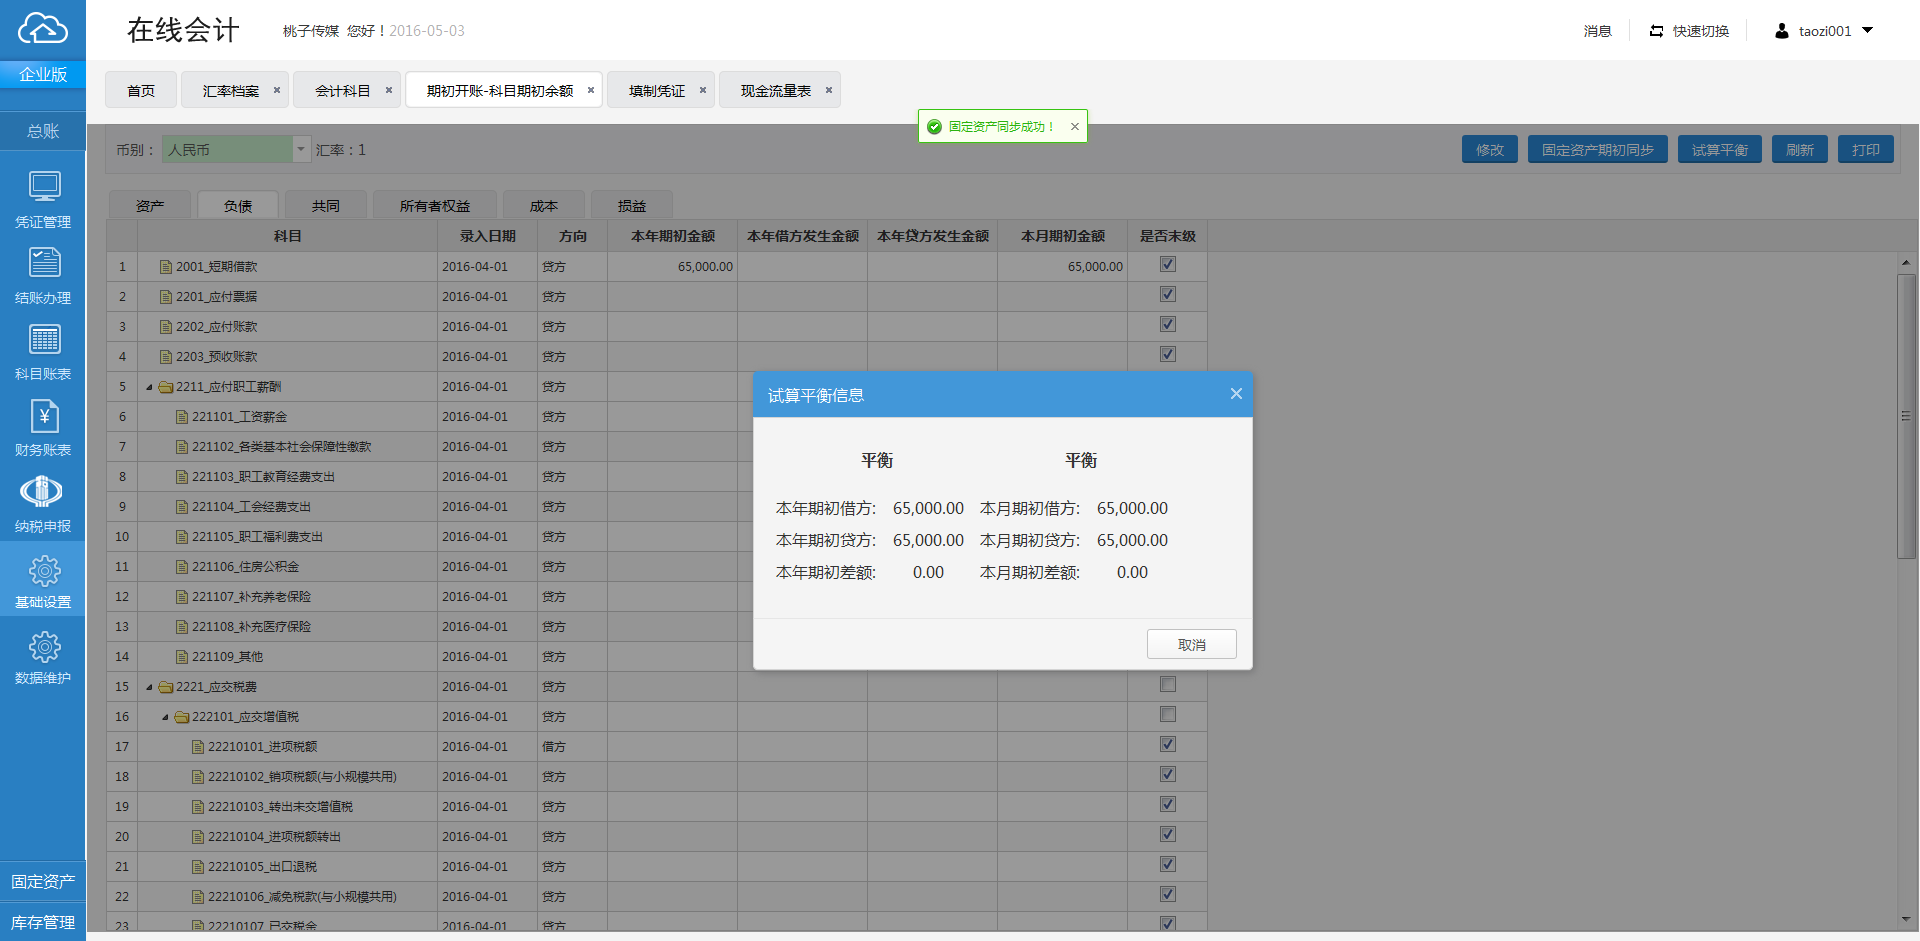 在线会计 桃子传媒 您好！2016-05-03 消息 快速切换 taozi001
企业版
首页 汇率档案 会计科目 期初开账-科目期初余额 填制凭证 现金流量表
固定资产同步成功！
总账
币别： 人民币 汇率：1 修改 固定资产期初同步 试算平衡 刷新 打印
资产 负债 共同 所有者权益 成本 损益
科目 录入日期 方向 本年期初金额 本年借方发生金额 本年贷方发生金额 本月期初金额 是否末级
1 2001_短期借款 2016-04-01 贷方 65,000.00 65,000.00
2 2201_应付票据 2016-04-01 贷方
3 2202_应付账款 2016-04-01 贷方
4 2203_预收账款 2016-04-01 贷方
5 2211_应付职工薪酬 2016-04-01 贷方
6 221101_工资薪金 2016-04-01 贷方
7 221102_各类基本社会保障性缴款 2016-04-01 贷方
8 221103_职工教育经费支出 2016-04-01 贷方
9 221104_工会经费支出 2016-04-01 贷方
10 221105_职工福利费支出 2016-04-01 贷方
11 221106_住房公积金 2016-04-01 贷方
12 221107_补充养老保险 2016-04-01 贷方
13 221108_补充医疗保险 2016-04-01 贷方
14 221109_其他 2016-04-01 贷方
15 2221_应交税费 2016-04-01 贷方
16 222101_应交增值税 2016-04-01 贷方
17 22210101_进项税额 2016-04-01 借方
18 22210102_销项税额(与小规模共用) 2016-04-01 贷方
19 22210103_转出未交增值税 2016-04-01 贷方
20 22210104_进项税额转出 2016-04-01 贷方
21 22210105_出口退税 2016-04-01 贷方
22 22210106_减免税款(与小规模共用) 2016-04-01 贷方
23 22210107_已交税金 2016-04-01 贷方
试算平衡信息
平衡 平衡
本年期初借方: 65,000.00 本月期初借方: 65,000.00
本年期初贷方: 65,000.00 本月期初贷方: 65,000.00
本年期初差额: 0.00 本月期初差额: 0.00
取消
凭证管理
结账办理
科目账表
¥
财务账表
纳税申报
基础设置
数据维护
固定资产
库存管理